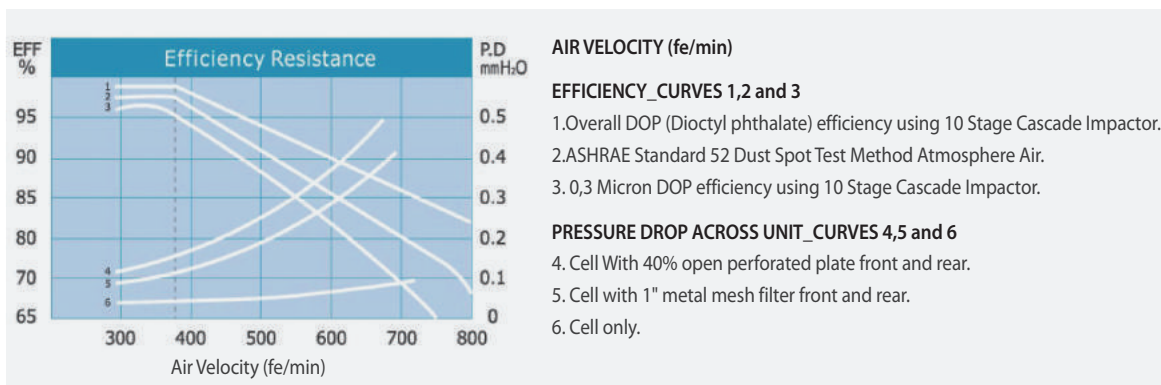 Efficiency Resistance
EFF
%
95
90
85
80
70
65
P.D
mmH₂O
0.5
0.4
0.3
0.2
0.1
0
1
2
3
4
5
6
300 400 500 600 700 800
Air Velocity (fe/min)
AIR VELOCITY (fe/min)
EFFICIENCY_CURVES 1,2 and 3
1.Overall DOP (Dioctyl phthalate) efficiency using 10 Stage Cascade Impactor.
2.ASHRAE Standard 52 Dust Spot Test Method Atmosphere Air.
3. 0,3 Micron DOP efficiency using 10 Stage Cascade Impactor.
PRESSURE DROP ACROSS UNIT_CURVES 4,5 and 6
4. Cell With 40% open perforated plate front and rear.
5. Cell with 1" metal mesh filter front and rear.
6. Cell only.